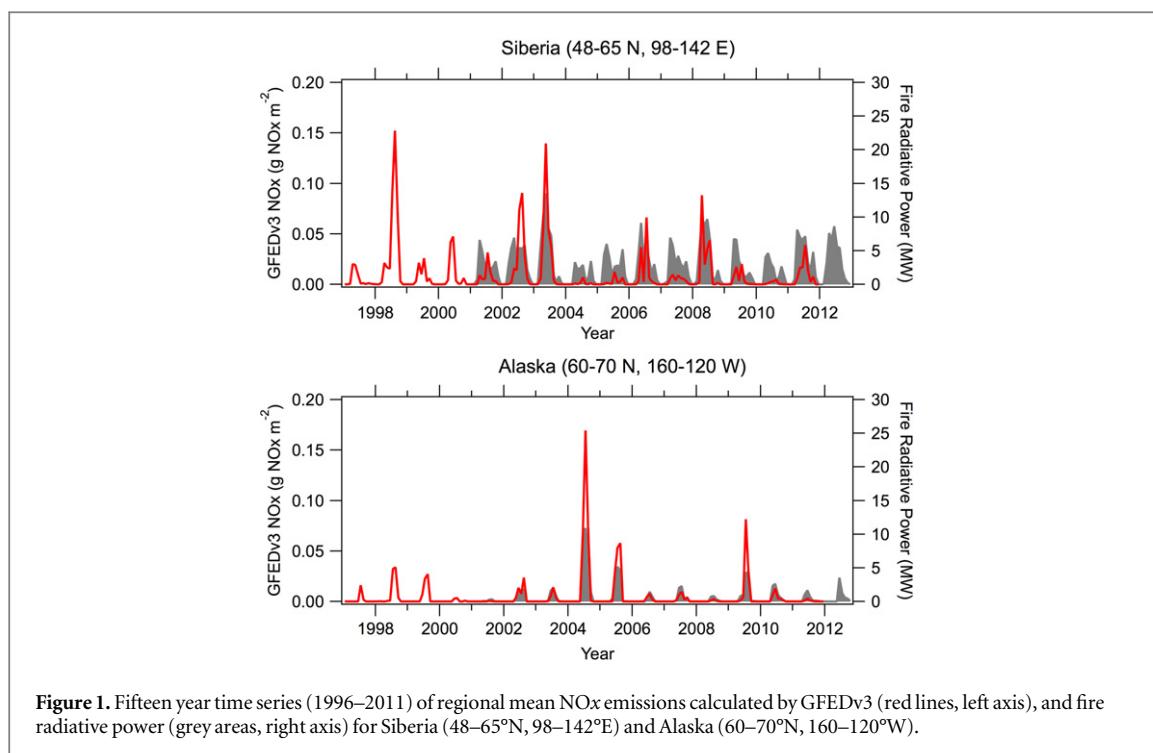 Siberia (48-65 N, 98-142 E)
GFEDv3 NOx (g NOx m⁻²)
0.20
0.15
0.10
0.05
0.00
30
25
20
15
10
5
0
Fire Radiative Power (MW)
1998 2000 2002 2004 2006 2008 2010 2012
Year
Alaska (60-70 N, 160-120 W)
GFEDv3 NOx (g NOx m⁻²)
0.20
0.15
0.10
0.05
0.00
30
25
20
15
10
5
0
Fire Radiative Power (MW)
1998 2000 2002 2004 2006 2008 2010 2012
Year
Figure 1. Fifteen year time series (1996–2011) of regional mean NOx emissions calculated by GFEDv3 (red lines, left axis), and fire
radiative power (grey areas, right axis) for Siberia (48–65°N, 98–142°E) and Alaska (60–70°N, 160–120°W).